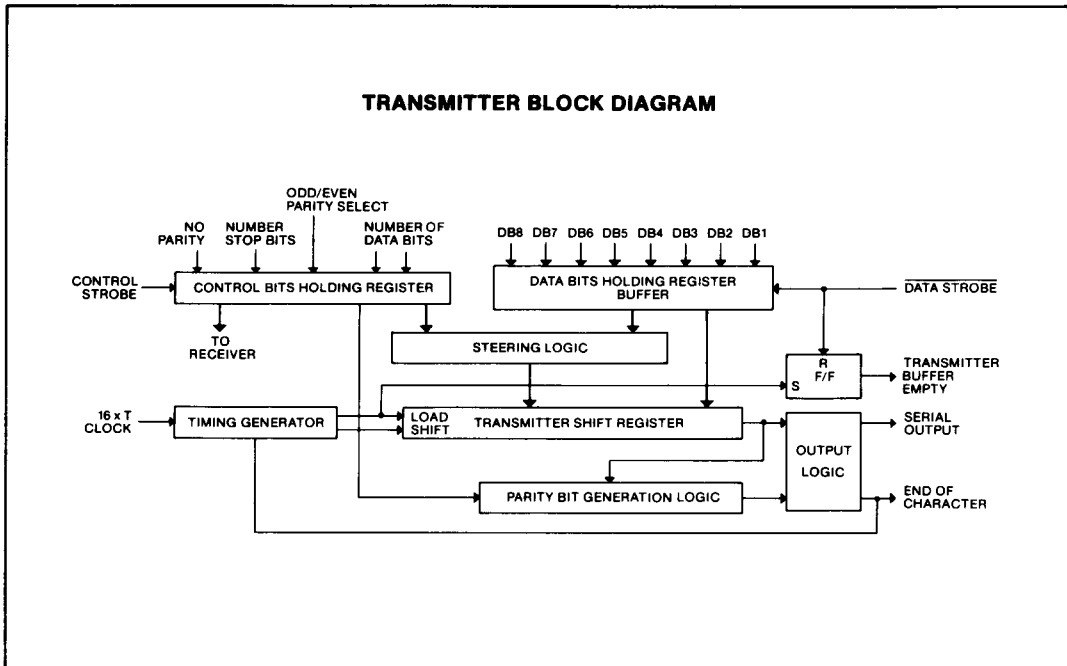 TRANSMITTER BLOCK DIAGRAM
ODD/EVEN
PARITY SELECT
NO
PARITY
NUMBER
STOP BITS
NUMBER OF
DATA BITS
DB8 DB7 DB6 DB5 DB4 DB3 DB2 DB1
CONTROL
STROBE
CONTROL BITS HOLDING REGISTER
DATA BITS HOLDING REGISTER
BUFFER
DATA STROBE
TO
RECEIVER
STEERING LOGIC
R
F/F
S
TRANSMITTER
BUFFER
EMPTY
16 x T
CLOCK
TIMING GENERATOR
LOAD
SHIFT
TRANSMITTER SHIFT REGISTER
SERIAL
OUTPUT
OUTPUT
LOGIC
PARITY BIT GENERATION LOGIC
END OF
CHARACTER